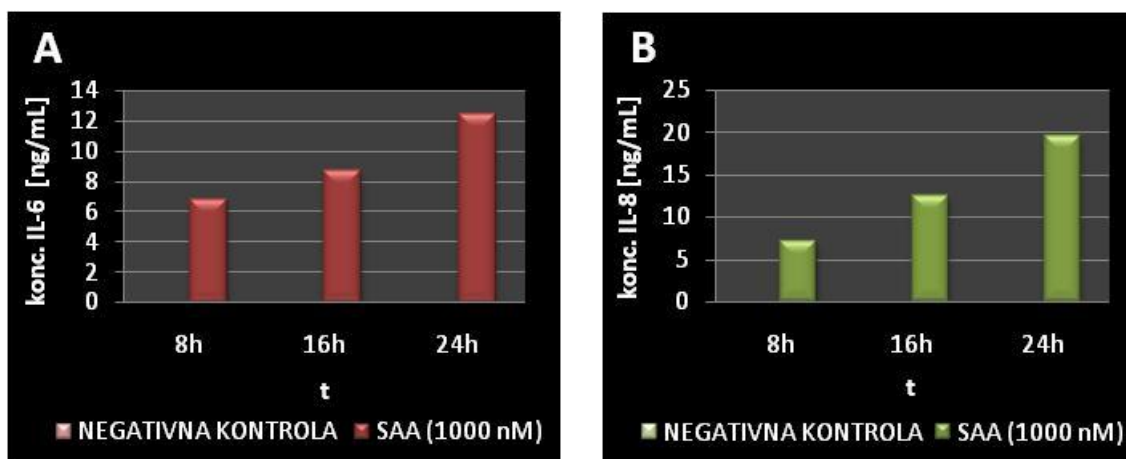 A
konc. IL-6 [ng/mL]
14
12
10
8
6
4
2
0
8h 16h 24h
t
NEGATIVNA KONTROLA SAA (1000 nM)
B
konc. IL-8 [ng/mL]
25
20
15
10
5
0
8h 16h 24h
t
NEGATIVNA KONTROLA SAA (1000 nM)